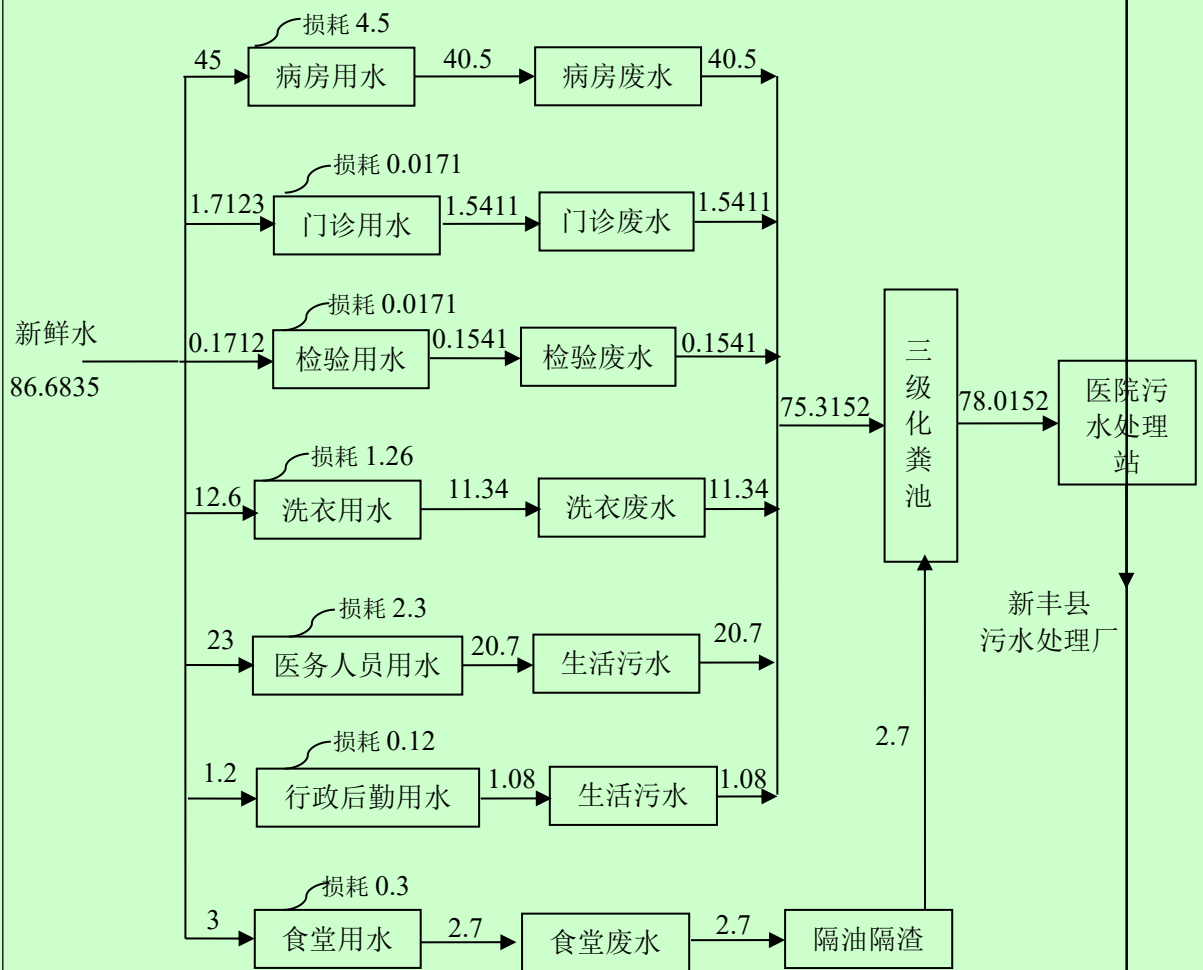 损耗 4.5
45
病房用水
40.5
病房废水
40.5
损耗 0.0171
1.7123
门诊用水
1.5411
门诊废水
1.5411
损耗 0.0171
新鲜水
86.6835
0.1712
检验用水
0.1541
检验废水
0.1541
损耗 1.26
12.6
洗衣用水
11.34
洗衣废水
11.34
损耗 2.3
23
医务人员用水
20.7
生活污水
20.7
损耗 0.12
1.2
行政后勤用水
1.08
生活污水
1.08
损耗 0.3
3
食堂用水
2.7
食堂废水
2.7
隔油隔渣
2.7
75.3152
三
级
化
粪
池
78.0152
医院污
水处理
站
新丰县
污水处理厂